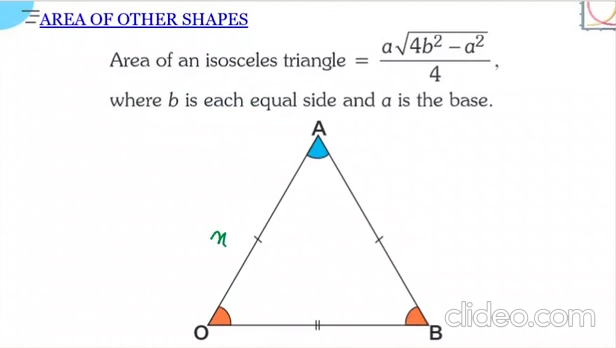 AREA OF OTHER SHAPES
Area of an isosceles triangle = a√4b² – a² / 4,
where b is each equal side and a is the base.
A
O
B
clideo.com